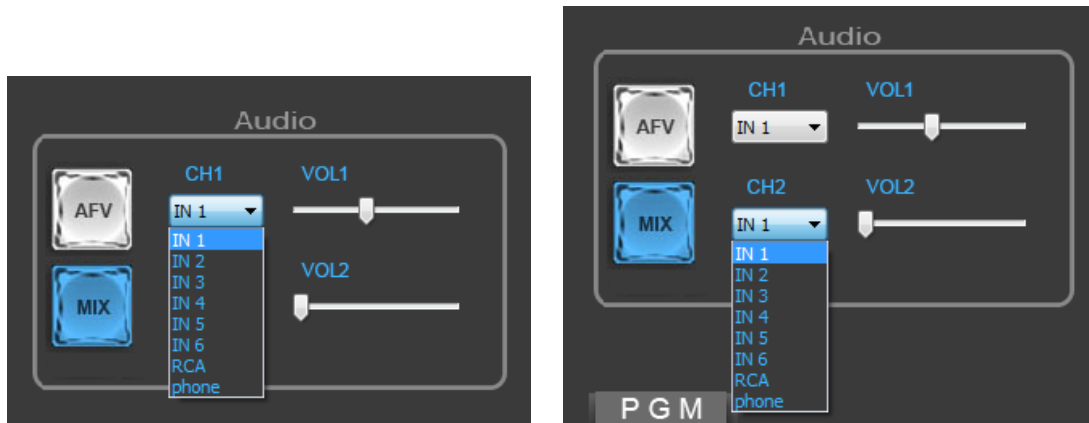 Audio
CH1 VOL1
AFV IN 1
IN 1
IN 2
VOL2
IN 3
MIX IN 4
IN 5
IN 6
RCA
phone
Audio
CH1 VOL1
AFV IN 1
CH2 VOL2
MIX IN 1
IN 1
IN 2
IN 3
IN 4
IN 5
IN 6
RCA
PGM phone